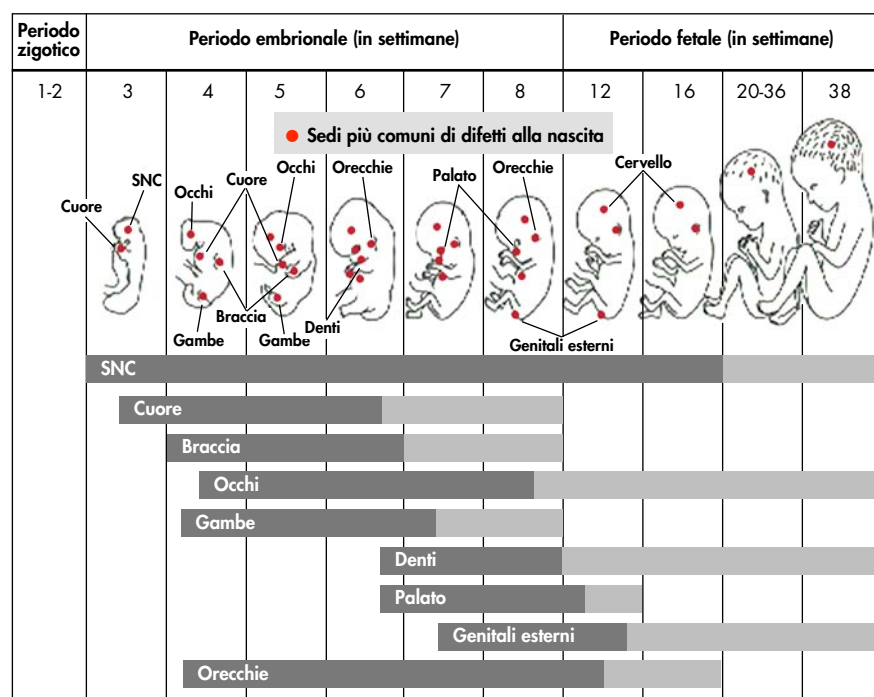 Periodo
zigotico
Periodo embrionale (in settimane)
Periodo fetale (in settimane)
1-2
3
4
5
6
7
8
12
16
20-36
38
Sedi più comuni di difetti alla nascita
Cuore
SNC
Occhi
Cuore
Occhi
Orecchie
Palato
Orecchie
Cervello
Gambe
Braccia
Gambe
Denti
Genitali esterni
SNC
Cuore
Braccia
Occhi
Gambe
Denti
Palato
Genitali esterni
Orecchie